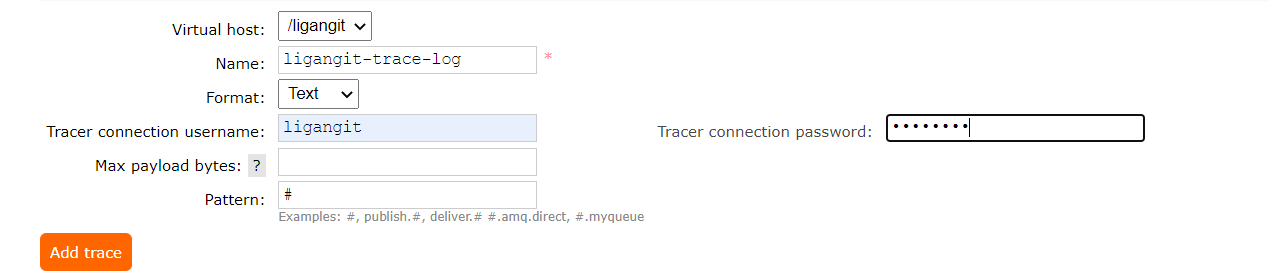 Virtual host: /ligangit
Name: ligangit-trace-log *
Format: Text
Tracer connection username: ligangit Tracer connection password: ••••••••
Max payload bytes: ?
Pattern: #
Examples: #, publish.#, deliver.# #.amq.direct, #.myqueue
Add trace